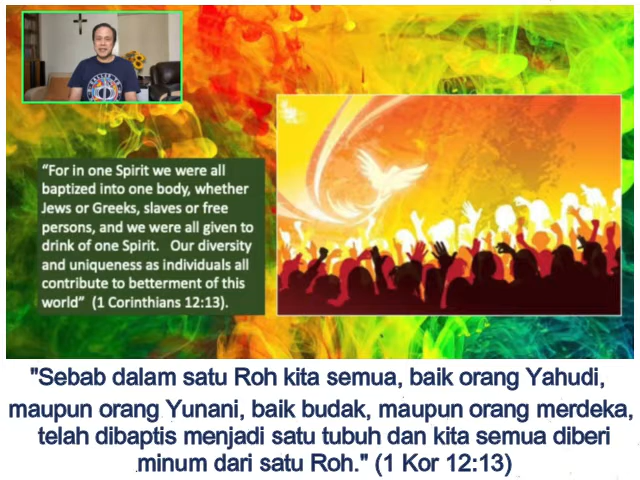 “For in one Spirit we were all
baptized into one body, whether
Jews or Greeks, slaves or free
persons, and we were all given to
drink of one Spirit.   Our diversity
and uniqueness as individuals all
contribute to betterment of this
world”  (1 Corinthians 12:13).
"Sebab dalam satu Roh kita semua, baik orang Yahudi,
maupun orang Yunani, baik budak, maupun orang merdeka,
telah dibaptis menjadi satu tubuh dan kita semua diberi
minum dari satu Roh." (1 Kor 12:13)